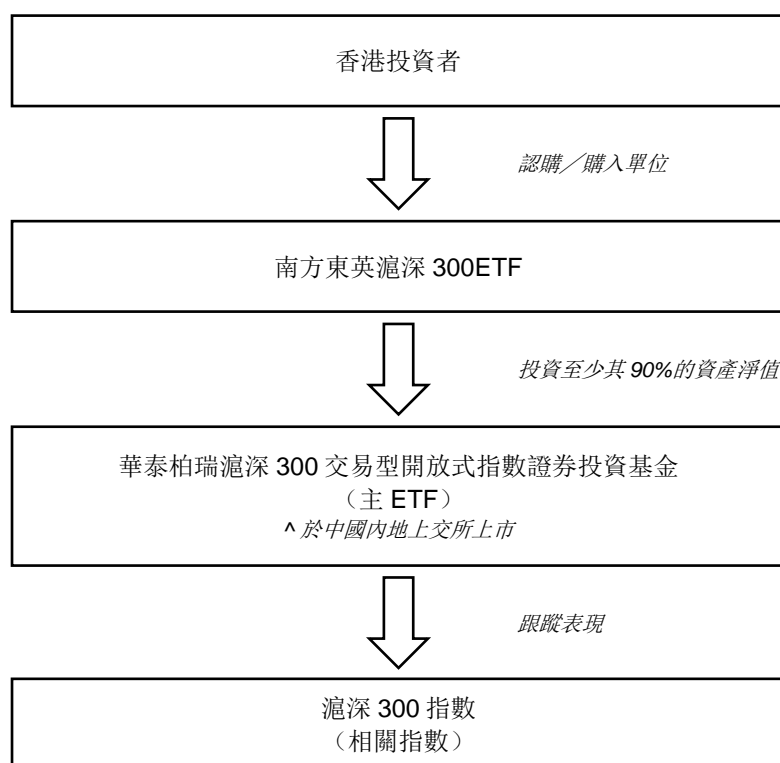 香港投資者
認購╱購入單位
南方東英滬深 300ETF
投資至少其 90%的資產淨值
華泰柏瑞滬深 300 交易型開放式指數證券投資基金
（主 ETF）
^ 於中國內地上交所上市
跟蹤表現
滬深 300 指數
（相關指數）